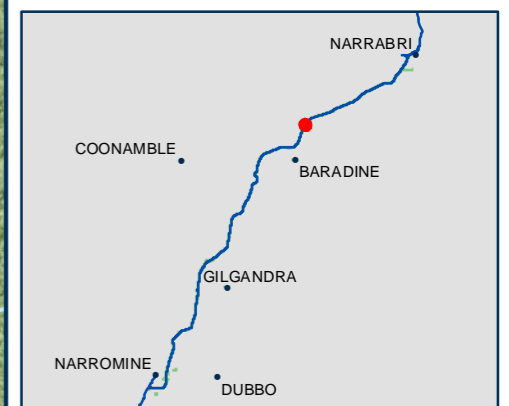 NARRABRI
COONAMBLE
BARADINE
GILGANDRA
NARROMINE
DUBBO